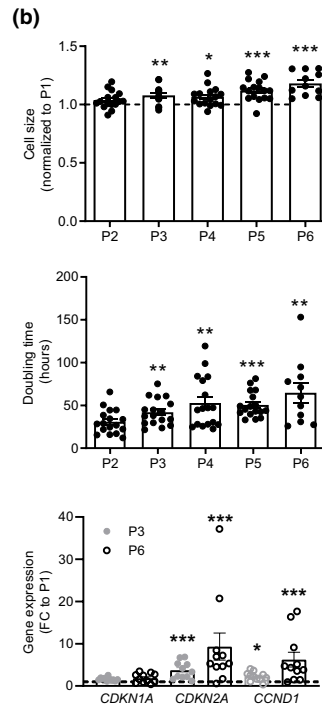 (b)
Cell size
(normalized to P1)
1.5
1.0
0.5
0.0
** * *** ***
P2 P3 P4 P5 P6
Doubling time
(hours)
200
150
100
50
0
** ** *** **
P2 P3 P4 P5 P6
Gene expression
(FC to P1)
40
30
20
10
0
P3
P6
*** *** * ***
CDKN1A CDKN2A CCND1